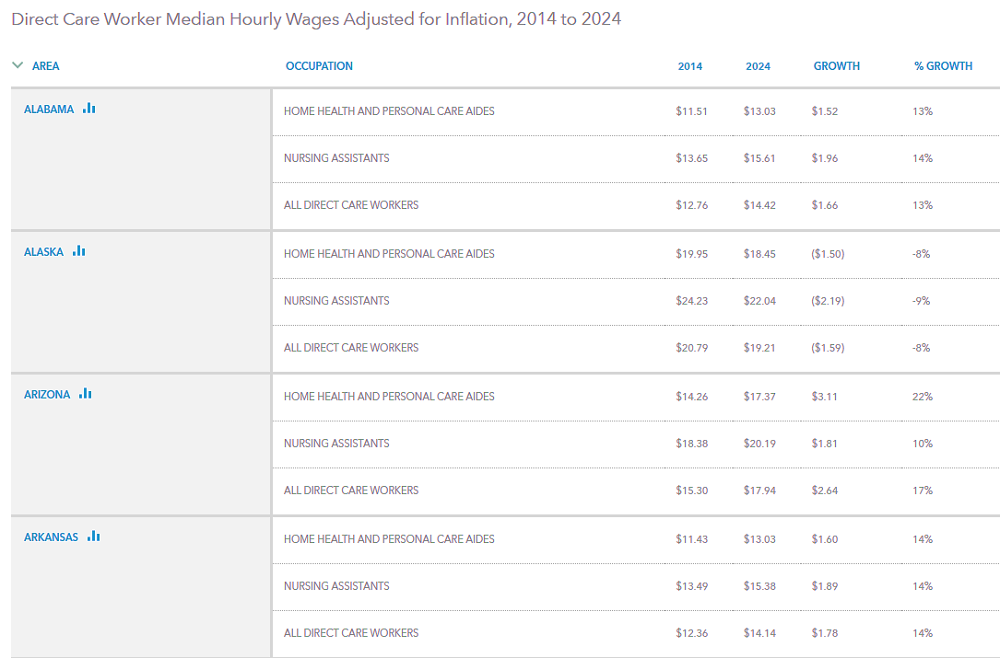 Direct Care Worker Median Hourly Wages Adjusted for Inflation, 2014 to 2024
AREA OCCUPATION 2014 2024 GROWTH % GROWTH
ALABAMA HOME HEALTH AND PERSONAL CARE AIDES $11.51 $13.03 $1.52 13%
NURSING ASSISTANTS $13.65 $15.61 $1.96 14%
ALL DIRECT CARE WORKERS $12.76 $14.42 $1.66 13%
ALASKA HOME HEALTH AND PERSONAL CARE AIDES $19.95 $18.45 ($1.50) -8%
NURSING ASSISTANTS $24.23 $22.04 ($2.19) -9%
ALL DIRECT CARE WORKERS $20.79 $19.21 ($1.59) -8%
ARIZONA HOME HEALTH AND PERSONAL CARE AIDES $14.26 $17.37 $3.11 22%
NURSING ASSISTANTS $18.38 $20.19 $1.81 10%
ALL DIRECT CARE WORKERS $15.30 $17.94 $2.64 17%
ARKANSAS HOME HEALTH AND PERSONAL CARE AIDES $11.43 $13.03 $1.60 14%
NURSING ASSISTANTS $13.49 $15.38 $1.89 14%
ALL DIRECT CARE WORKERS $12.36 $14.14 $1.78 14%